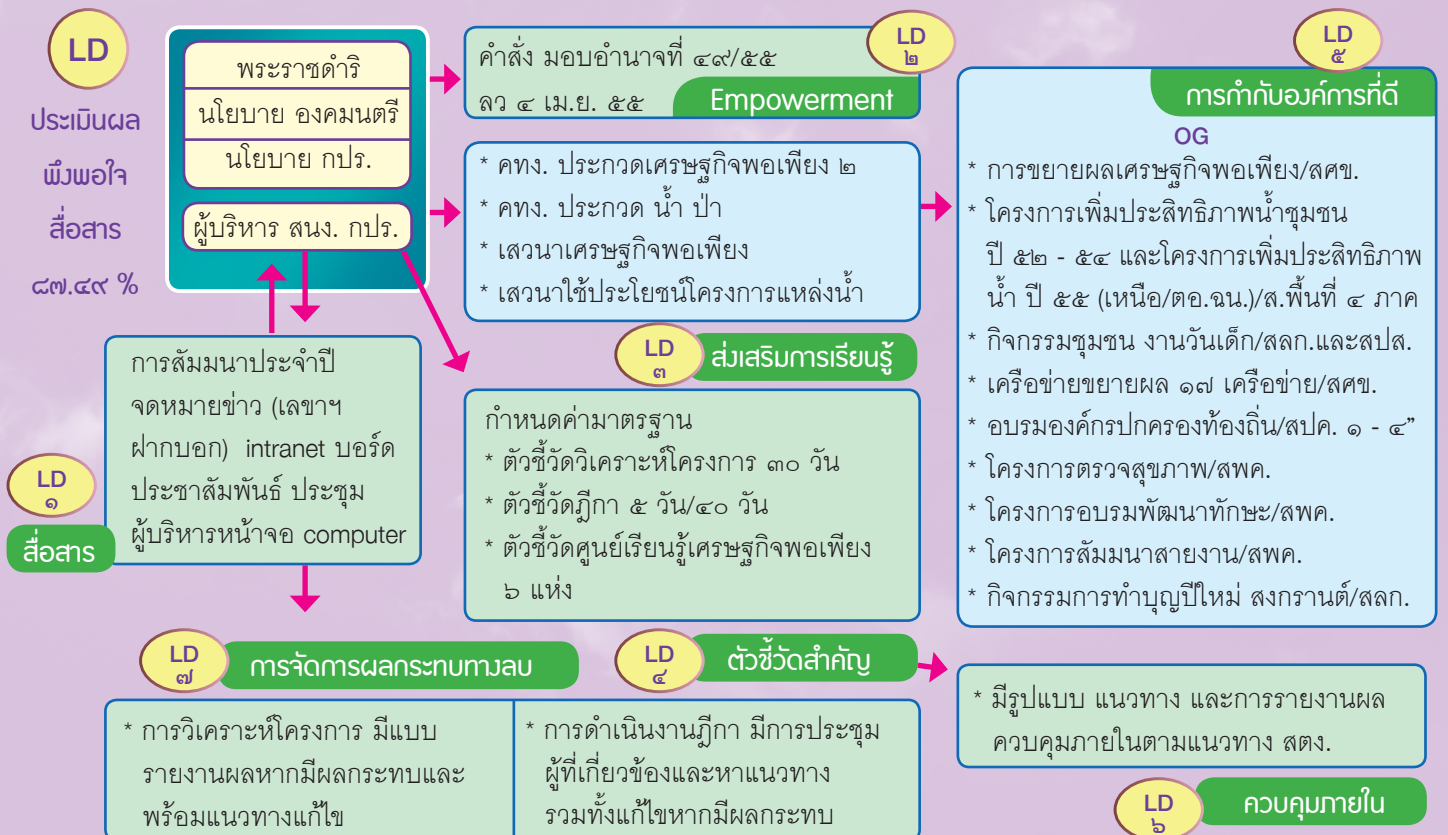 LD
ประเมินผล
พึงพอใจ
สื่อสาร
๘๗.๔๙ %
พระราชดำริ
นโยบาย องคมนตรี
นโยบาย กปร.
ผู้บริหาร สนง. กปร.
คำสั่ง มอบอำนาจที่ ๔๙/๕๕
ลว ๔ เม.ย. ๕๕
LD
๒
Empowerment
* คทง. ประกวดเศรษฐกิจพอเพียง ๒
* คทง. ประกวด น้ำ ป่า
* เสวนาเศรษฐกิจพอเพียง
* เสวนาใช้ประโยชน์โครงการแหล่งน้ำ
LD
๕
การกำกับองค์การที่ดี
OG
* การขยายผลเศรษฐกิจพอเพียง/สศข.
* โครงการเพิ่มประสิทธิภาพน้ำชุมชน
ปี ๕๒ - ๕๔ และโครงการเพิ่มประสิทธิภาพ
น้ำ ปี ๕๕ (เหนือ/ตอ.ฉน.)/ส.พื้นที่ ๔ ภาค
* กิจกรรมชุมชน งานวันเด็ก/สลก.และสปส.
* เครือข่ายขยายผล ๑๗ เครือข่าย/สศข.
* อบรมองค์กรปกครองท้องถิ่น/สปค. ๑ - ๔”
* โครงการตรวจสุขภาพ/สพค.
* โครงการอบรมพัฒนาทักษะ/สพค.
* โครงการสัมมนาสายงาน/สพค.
* กิจกรรมการทำบุญปีใหม่ สงกรานต์/สลก.
การสัมมนาประจำปี
จดหมายข่าว (เลขาฯ
ฝากบอก) intranet บอร์ด
ประชาสัมพันธ์ ประชุม
ผู้บริหารหน้าจอ computer
LD
๑
สื่อสาร
LD
๓
ส่งเสริมการเรียนรู้
กำหนดค่ามาตรฐาน
* ตัวชี้วัดวิเคราะห์โครงการ ๓๐ วัน
* ตัวชี้วัดฎีกา ๕ วัน/๔๐ วัน
* ตัวชี้วัดศูนย์เรียนรู้เศรษฐกิจพอเพียง
๖ แห่ง
LD
๗
การจัดการผลกระทบทางลบ
* การวิเคราะห์โครงการ มีแบบ
รายงานผลหากมีผลกระทบและ
พร้อมแนวทางแก้ไข
LD
๔
ตัวชี้วัดสำคัญ
* การดำเนินงานฎีกา มีการประชุม
ผู้ที่เกี่ยวข้องและหาแนวทาง
รวมทั้งแก้ไขหากมีผลกระทบ
* มีรูปแบบ แนวทาง และการรายงานผล
ควบคุมภายในตามแนวทาง สตง.
LD
๖
ควบคุมภายใน